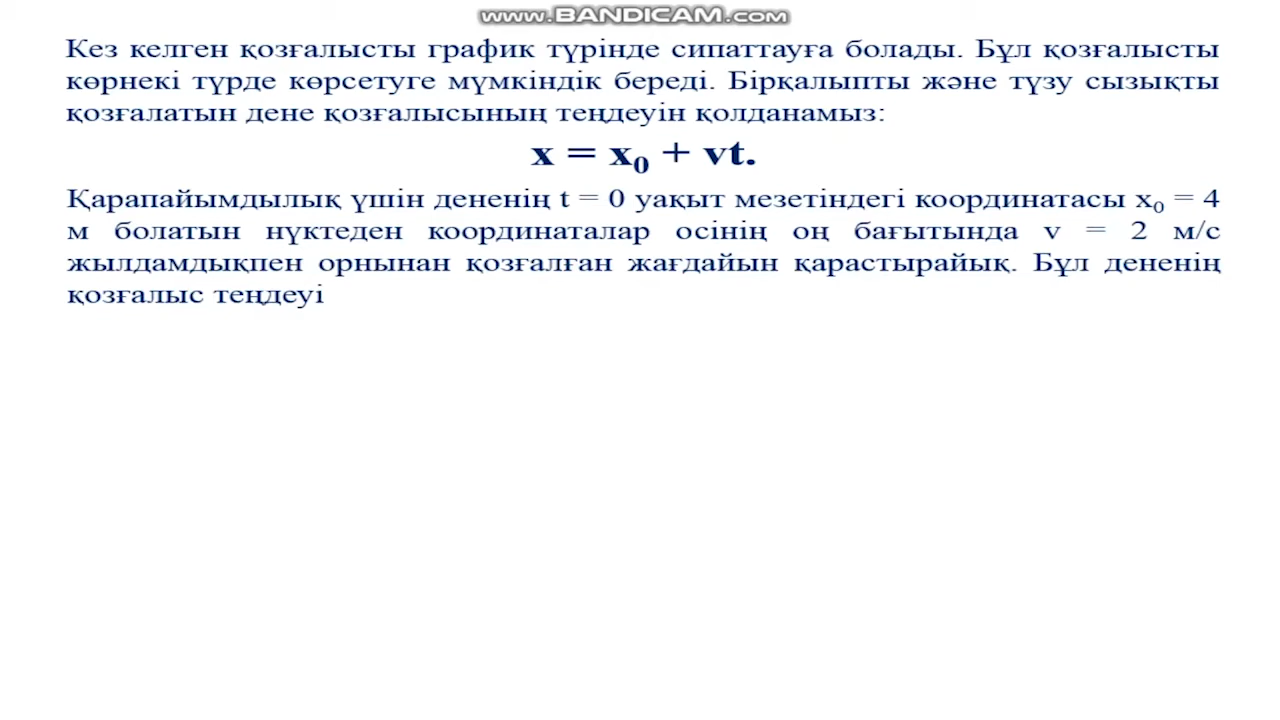 www.BANDICAM.com
Кез келген қозғалысты график түрінде сипаттауға болады. Бұл қозғалысты
көрнекі түрде көрсетуге мүмкіндік береді. Бірқалыпты және түзу сызықты
қозғалатын дене қозғалысының теңдеуін қолданамыз:
x = x₀ + vt.
Қарапайымдылық үшін дененің t = 0 уақыт мезетіндегі координатасы x₀ = 4
м болатын нүктеден координаталар осінің оң бағытында v = 2 м/с
жылдамдықпен орнынан қозғалған жағдайын қарастырайық. Бұл дененің
қозғалыс теңдеуі